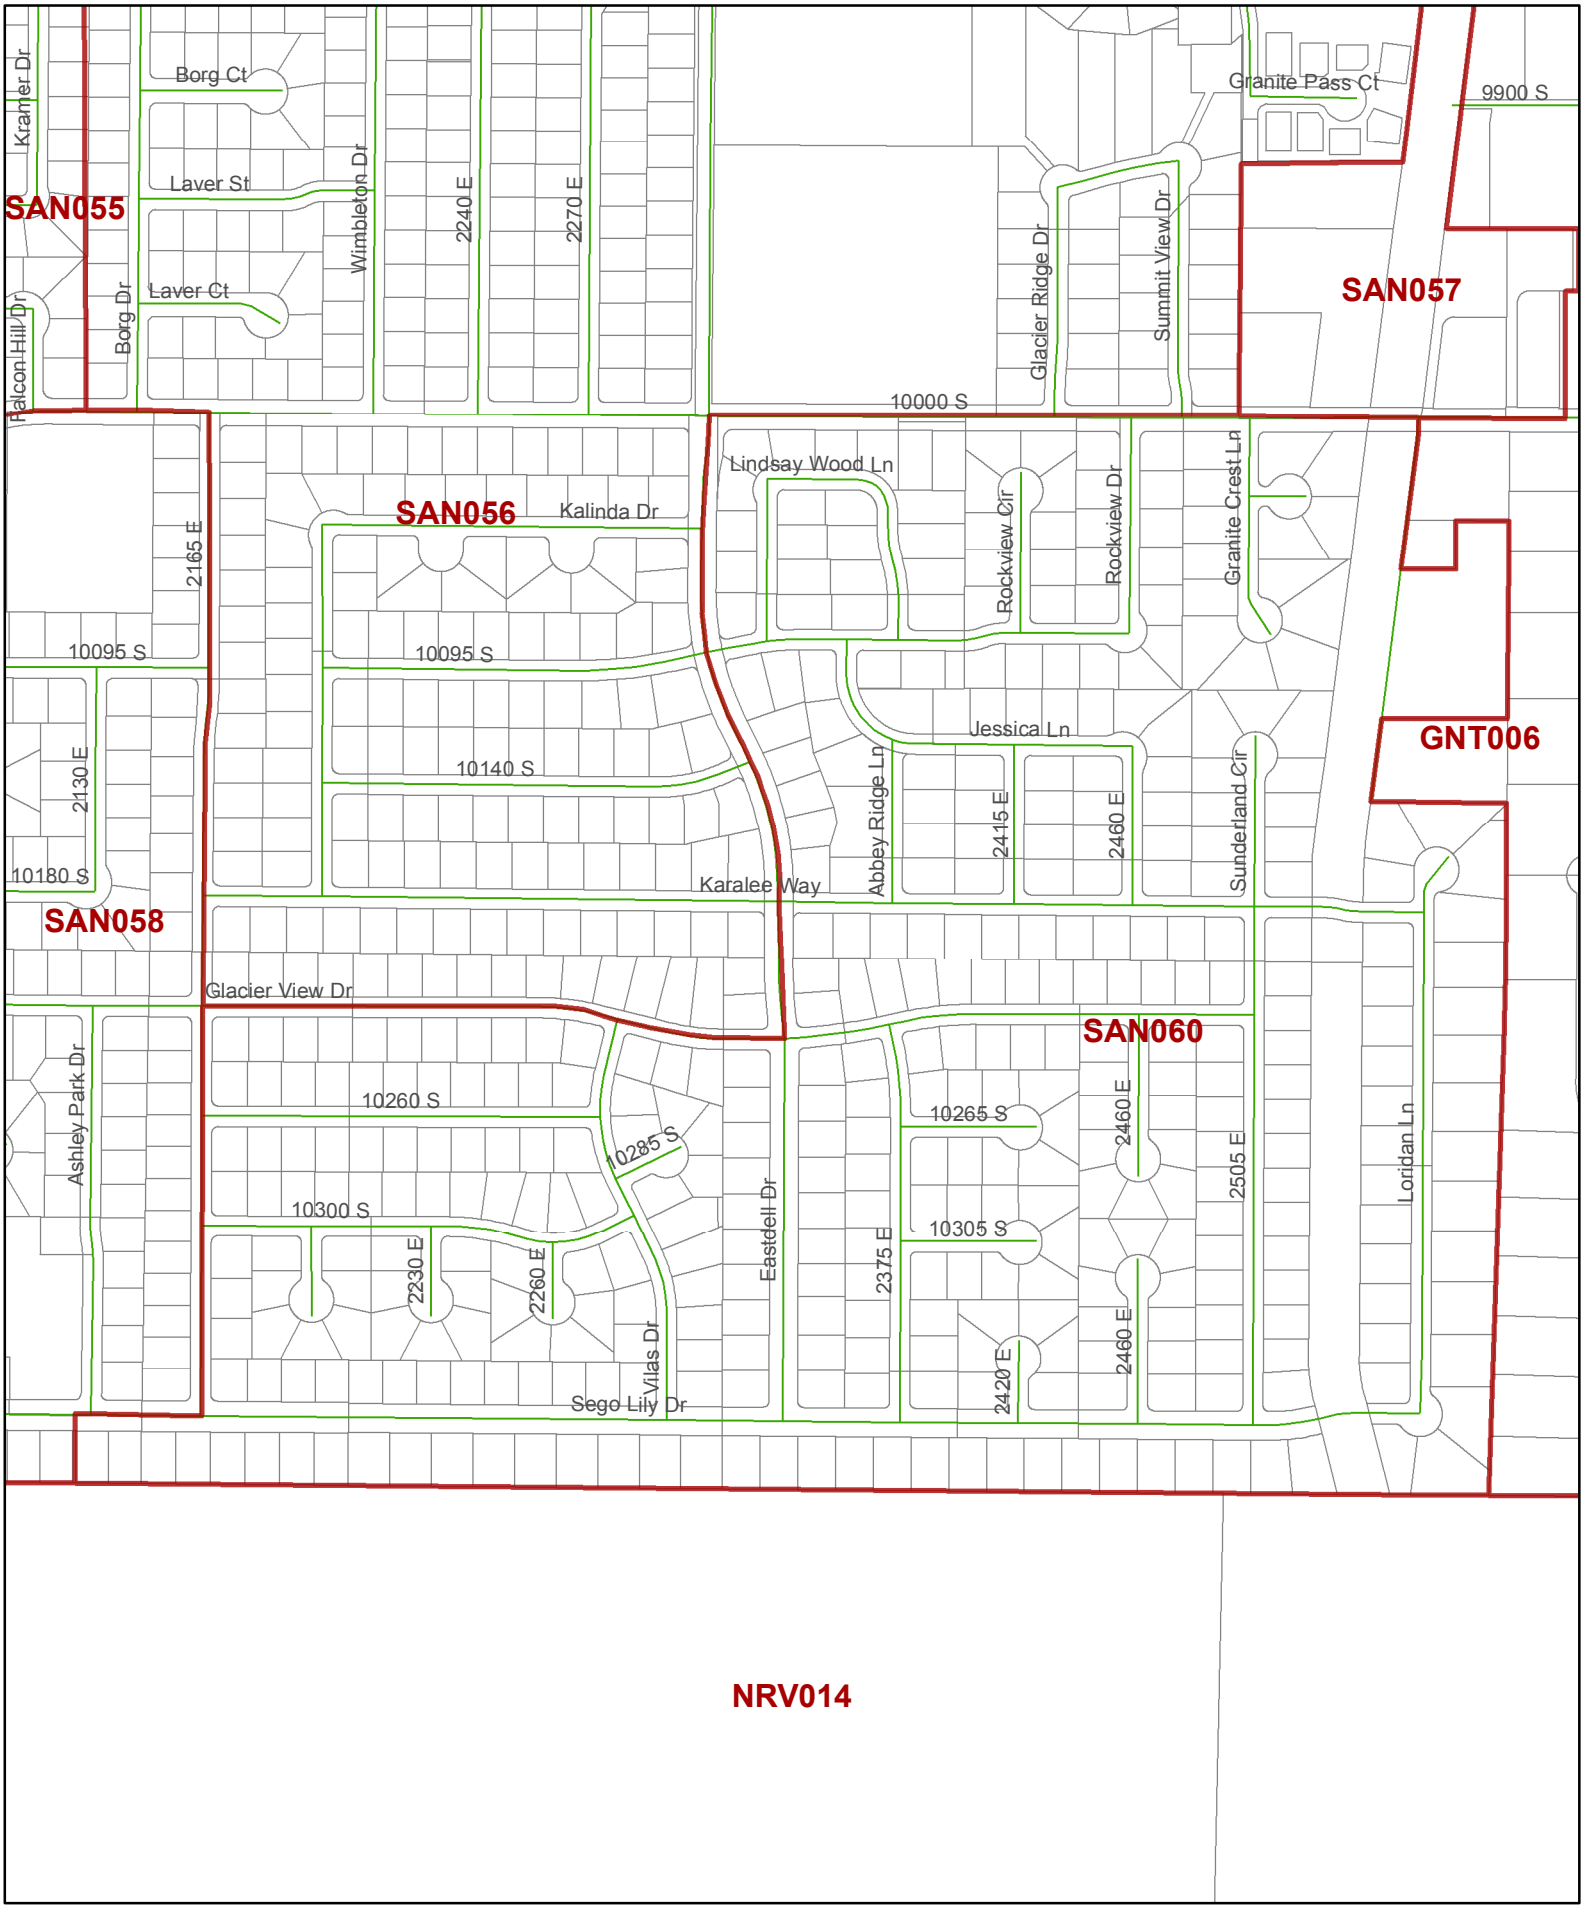 Kramer Dr
Borg Ct
Granite Pass Ct
9900 S
Laver St
Wimbleton Dr
2240 E
2270 E
SAN055
Glacier Ridge Dr
Summit View Dr
Borg Dr
Laver Ct
SAN057
Falcon Hill Dr
10000 S
Lindsay Wood Ln
Rockview Cir
Rockview Dr
Granite Crest Ln
SAN056
Kalinda Dr
2165 E
10095 S
10095 S
2130 E
10140 S
Jessica Ln
GNT006
Abbey Ridge Ln
2415 E
2460 E
Sunderland Cir
10180 S
Karalee Way
SAN058
Glacier View Dr
SAN060
Ashley Park Dr
10260 S
10285 S
10265 S
2460 E
2505 E
Loridan Ln
10300 S
2230 E
2260 E
Eastdell Dr
2375 E
10305 S
Vilas Dr
2420 E
2460 E
Sego Lily Dr
NRV014